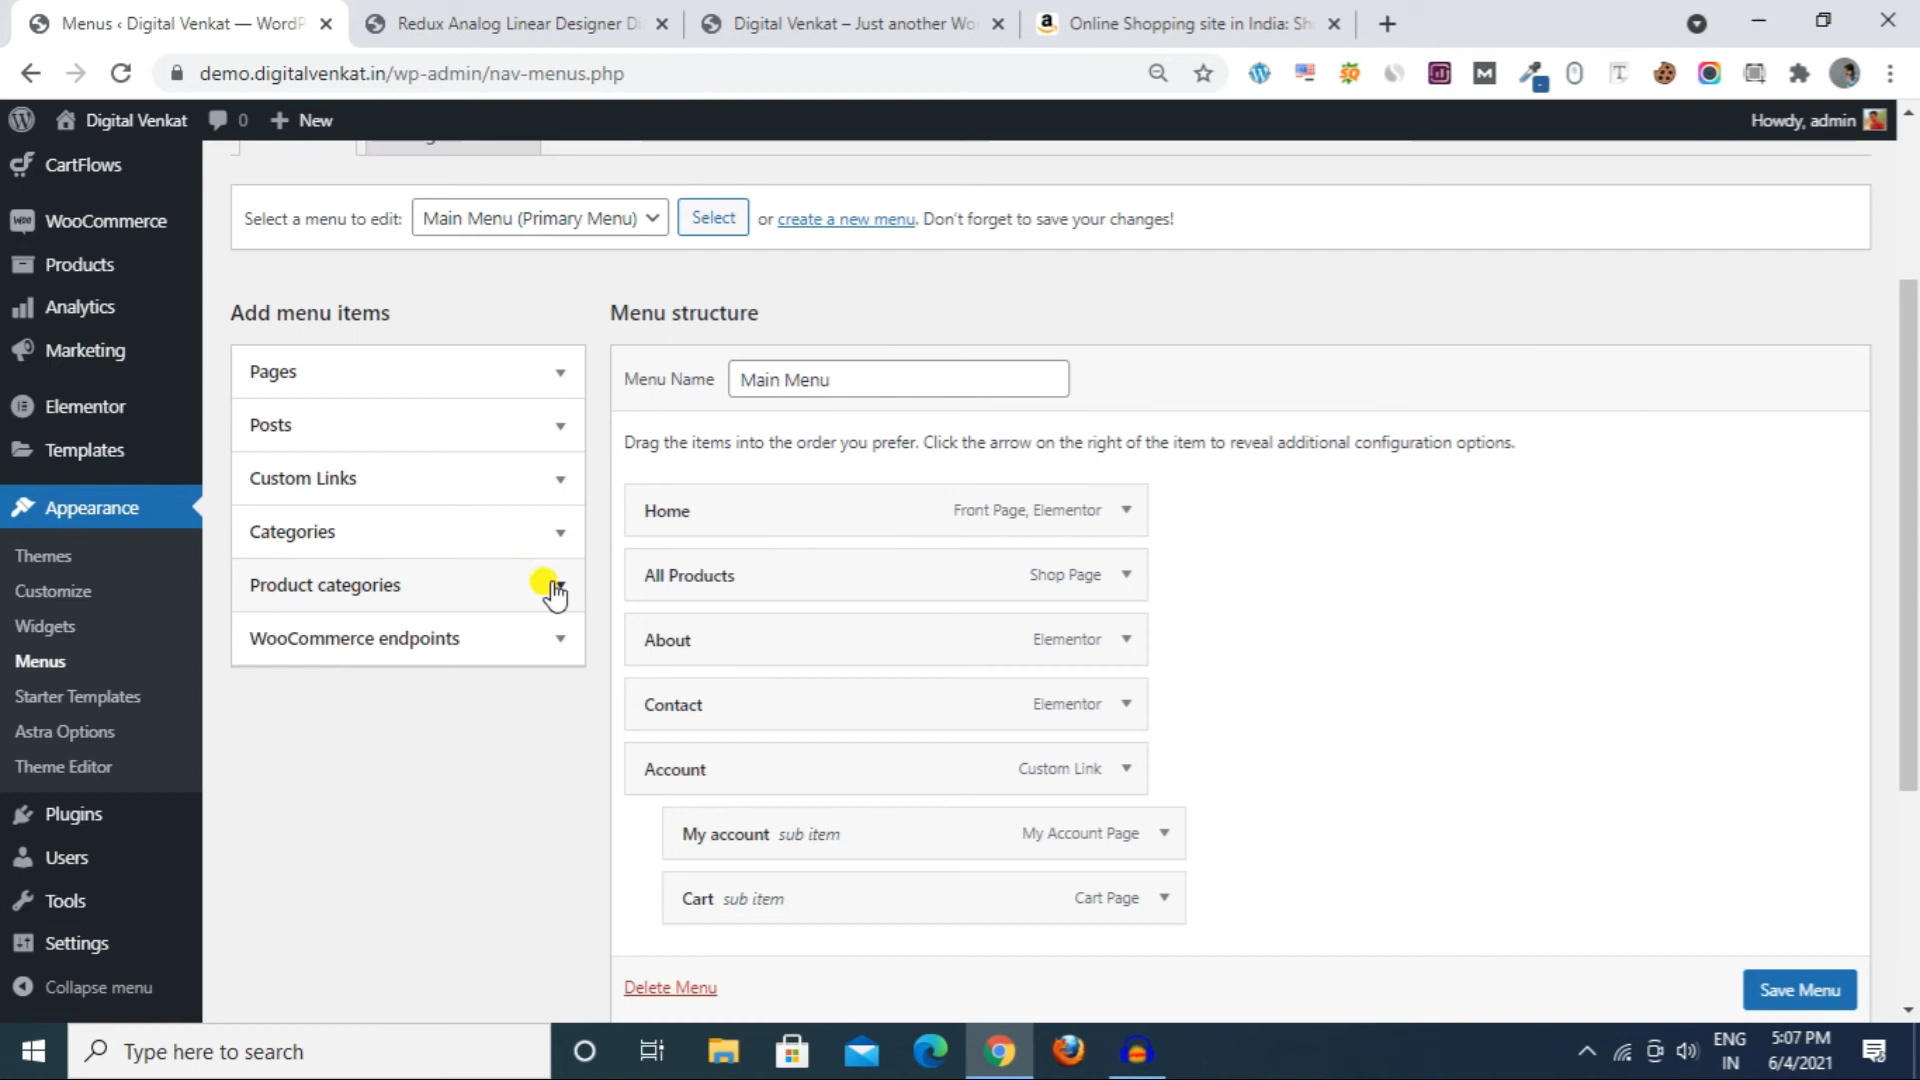 Menus ‹ Digital Venkat — WordP
Redux Analog Linear Designer Di
Digital Venkat – Just another Wo
Online Shopping site in India: Sh
demo.digitalvenkat.in/wp-admin/nav-menus.php
Digital Venkat
0
New
Howdy, admin
CartFlows
WooCommerce
Products
Analytics
Marketing
Elementor
Templates
Appearance
Themes
Customize
Widgets
Menus
Starter Templates
Astra Options
Theme Editor
Plugins
Users
Tools
Settings
Collapse menu
Select a menu to edit: Main Menu (Primary Menu) Select or create a new menu. Don't forget to save your changes!
Add menu items
Pages
Posts
Custom Links
Categories
Product categories
WooCommerce endpoints
Menu structure
Menu Name Main Menu
Drag the items into the order you prefer. Click the arrow on the right of the item to reveal additional configuration options.
Home Front Page, Elementor
All Products Shop Page
About Elementor
Contact Elementor
Account Custom Link
My account sub item My Account Page
Cart sub item Cart Page
Delete Menu
Save Menu
Type here to search
ENG
IN
5:07 PM
6/4/2021